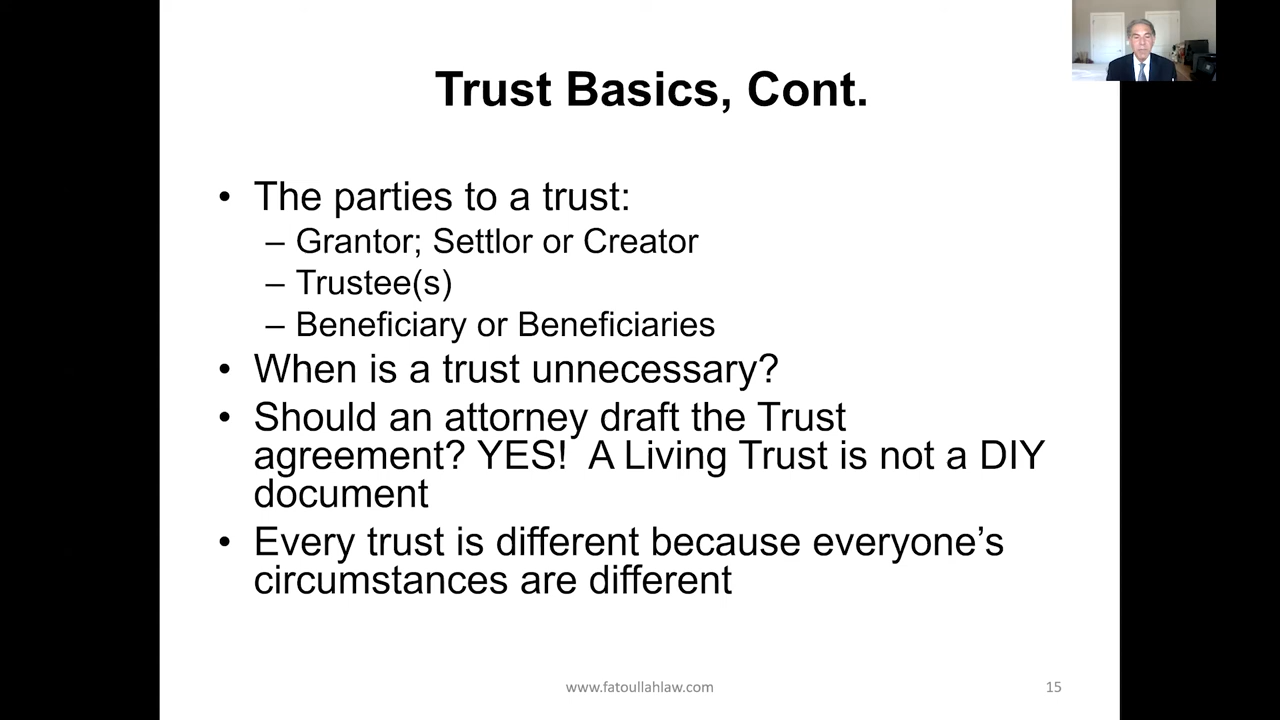 Trust Basics, Cont.
• The parties to a trust:
– Grantor; Settlor or Creator
– Trustee(s)
– Beneficiary or Beneficiaries
• When is a trust unnecessary?
• Should an attorney draft the Trust
agreement? YES!  A Living Trust is not a DIY
document
• Every trust is different because everyone’s
circumstances are different
www.fatoullahlaw.com
15